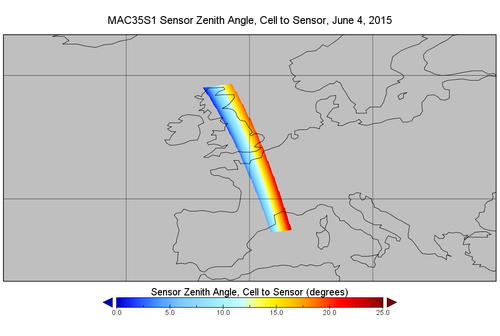 MAC35S1 Sensor Zenith Angle, Cell to Sensor, June 4, 2015
Sensor Zenith Angle, Cell to Sensor (degrees)
0.0 5.0 10.0 15.0 20.0 25.0